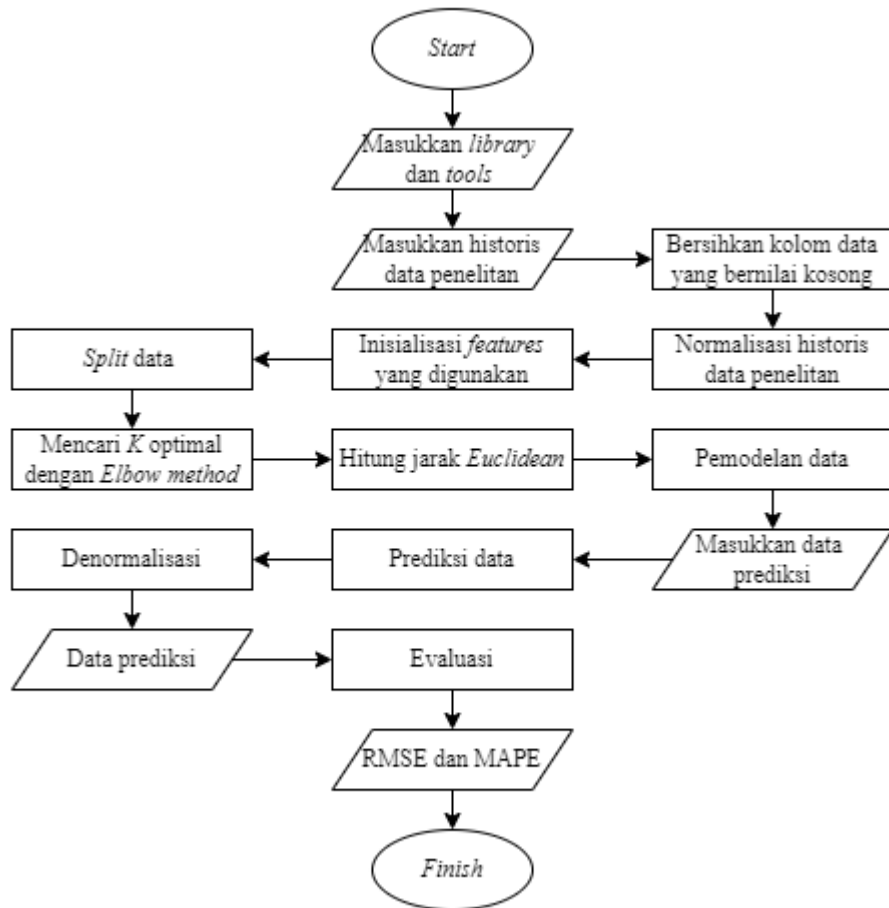 Start
Masukkan library
dan tools
Masukkan historis
data penelitan
Bersihkan kolom data
yang bernilai kosong
Normalisasi historis
data penelitan
Inisialisasi features
yang digunakan
Split data
Mencari K optimal
dengan Elbow method
Hitung jarak Euclidean
Pemodelan data
Masukkan data
prediksi
Prediksi data
Denormalisasi
Data prediksi
Evaluasi
RMSE dan MAPE
Finish